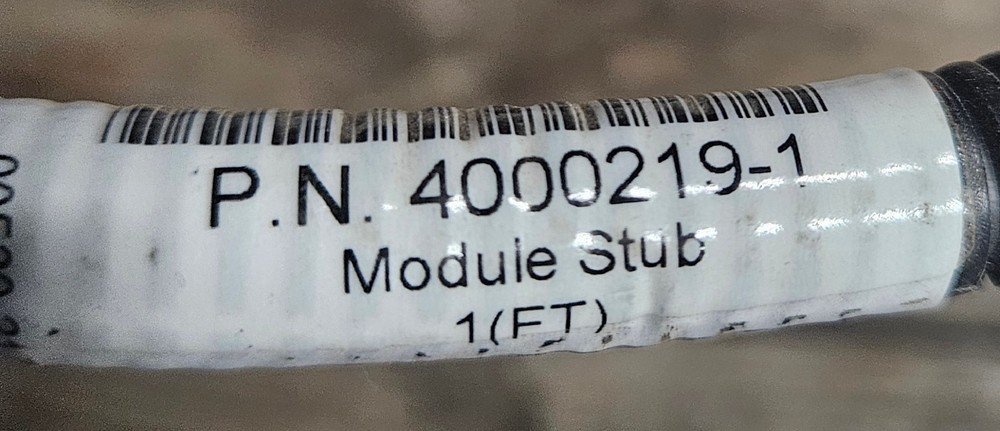 P.N. 4000219-1
Module Stub
1(FT)